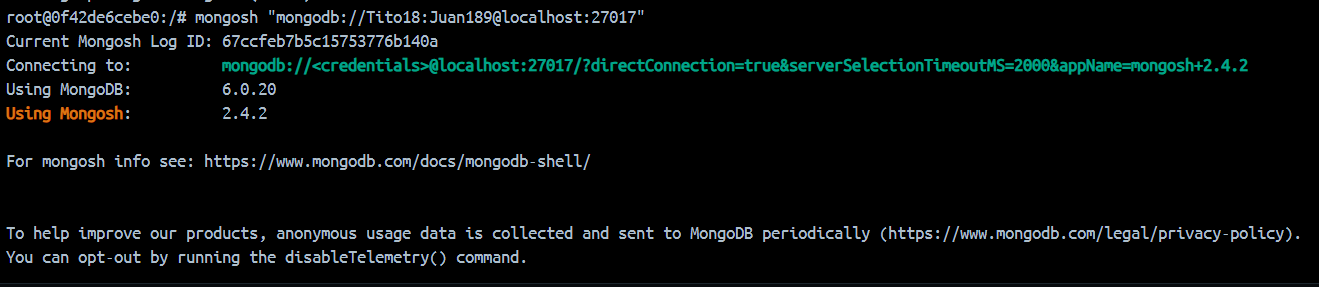 root@0f42de6cebe0:/# mongosh "mongodb://Tito18:Juan189@localhost:27017"
Current Mongosh Log ID: 67ccfeb7b5c15753776b140a
Connecting to: mongodb://<credentials>@localhost:27017/?directConnection=true&serverSelectionTimeoutMS=2000&appName=mongosh+2.4.2
Using MongoDB: 6.0.20
Using Mongosh: 2.4.2
For mongosh info see: https://www.mongodb.com/docs/mongodb-shell/
To help improve our products, anonymous usage data is collected and sent to MongoDB periodically (https://www.mongodb.com/legal/privacy-policy).
You can opt-out by running the disableTelemetry() command.